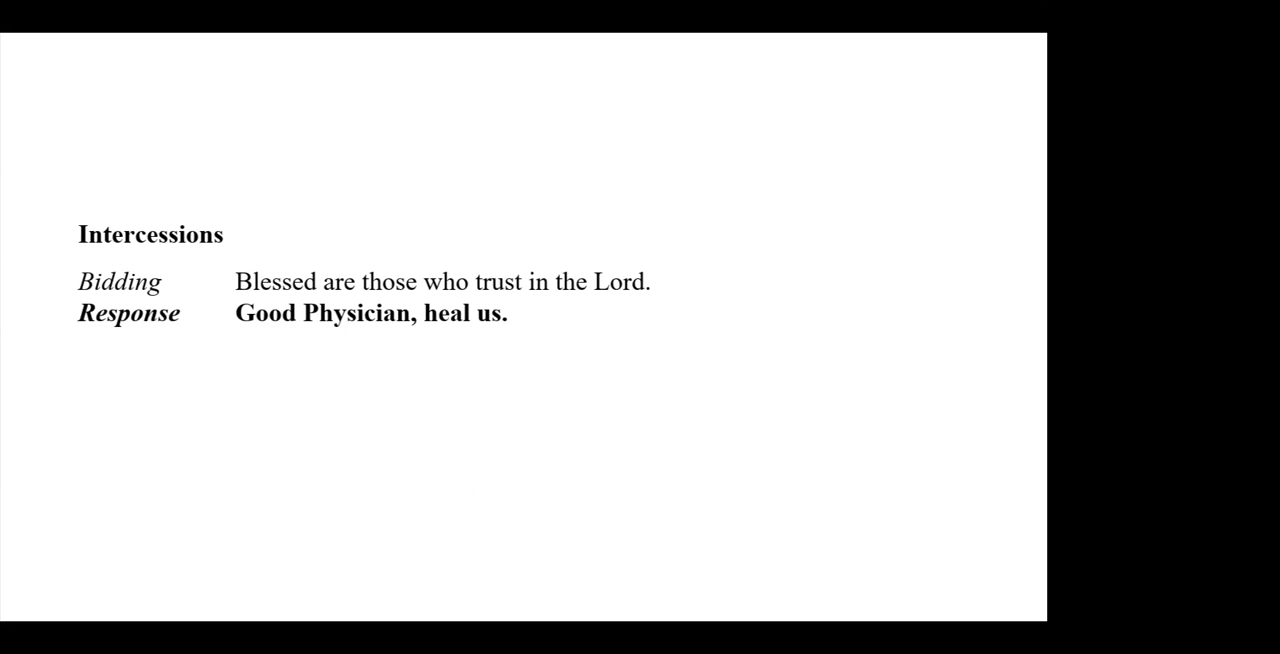 Intercessions
Bidding Blessed are those who trust in the Lord.
Response Good Physician, heal us.